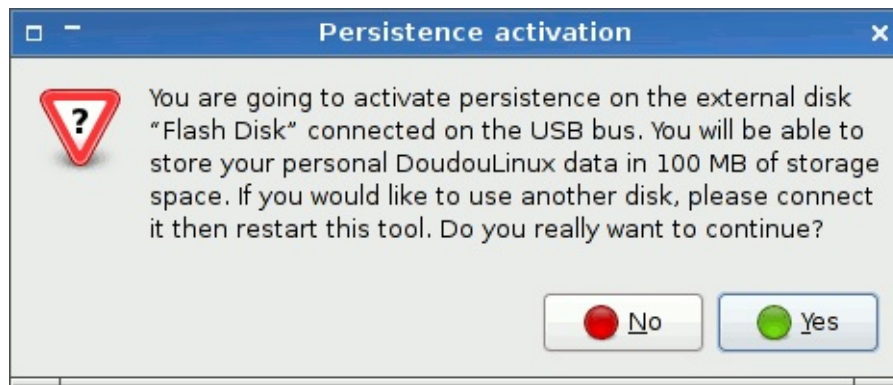 Persistence activation
?
You are going to activate persistence on the external disk
“Flash Disk” connected on the USB bus. You will be able to
store your personal DoudouLinux data in 100 MB of storage
space. If you would like to use another disk, please connect
it then restart this tool. Do you really want to continue?
No Yes